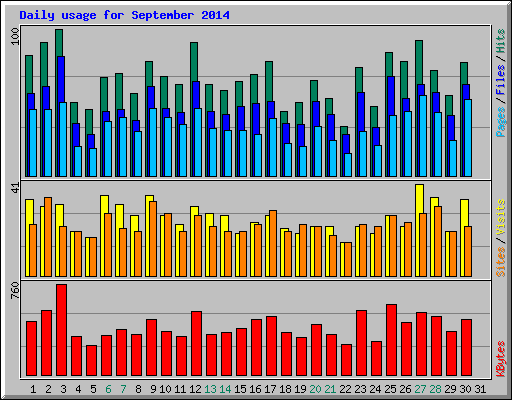 Daily usage for September 2014
100
Pages / Files / Hits
41
Sites / Visits
760
KBytes
1 2 3 4 5 6 7 8 9 10 11 12 13 14 15 16 17 18 19 20 21 22 23 24 25 26 27 28 29 30 31